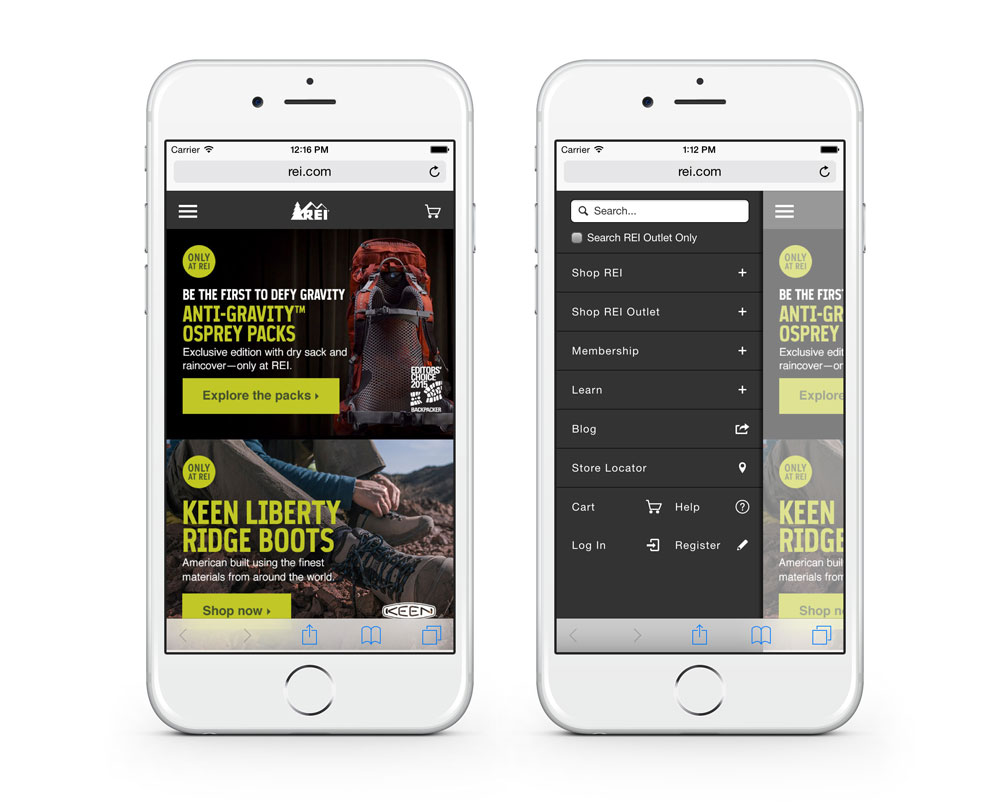 Carrier 12:16 PM
rei.com
REI
ONLY
AT REI
BE THE FIRST TO DEFY GRAVITY
ANTI-GRAVITY™
OSPREY PACKS
Exclusive edition with dry sack and
raincover—only at REI.
Explore the packs
EDITORS'
CHOICE
2015
BACKPACKER
ONLY
AT REI
KEEN LIBERTY
RIDGE BOOTS
American built using the finest
materials from around the world.
Shop now
KEEN
Carrier 1:12 PM
rei.com
Search...
Search REI Outlet Only
Shop REI +
Shop REI Outlet +
Membership +
Learn +
Blog
Store Locator
Cart Help ?
Log In Register
ONLY
AT REI
BE THE FIRS
ANTI-GR
OSPREY
Exclusive edit
raincover—or
Explore
ONLY
AT REI
KEEN
RIDGE
American buil
materials from
Shop n